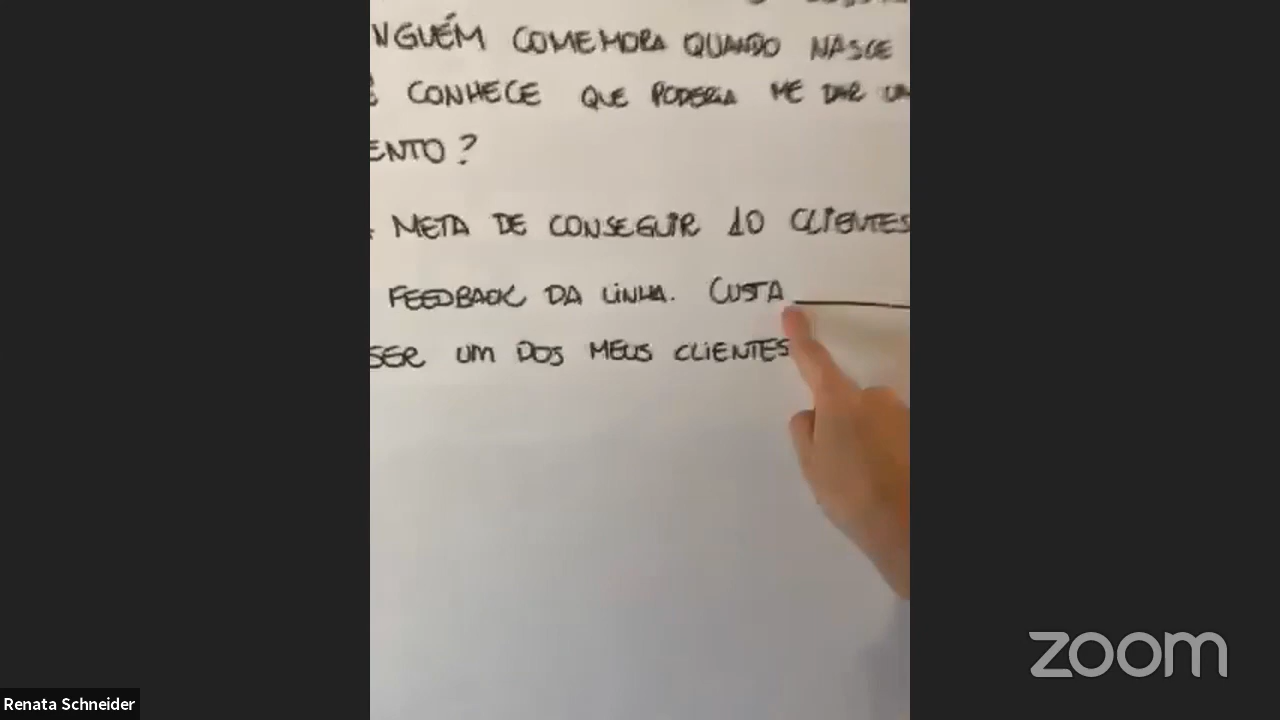 NGUÉM COMEMORA QUANDO NASCE
CONHECE QUE PODERIA ME DAR UM
ENTO?
META DE CONSEGUIR 10 CLIENTES
FEEDBACK DA LINHA. CUSTA
SER UM DOS MEUS CLIENTES
zoom
Renata Schneider